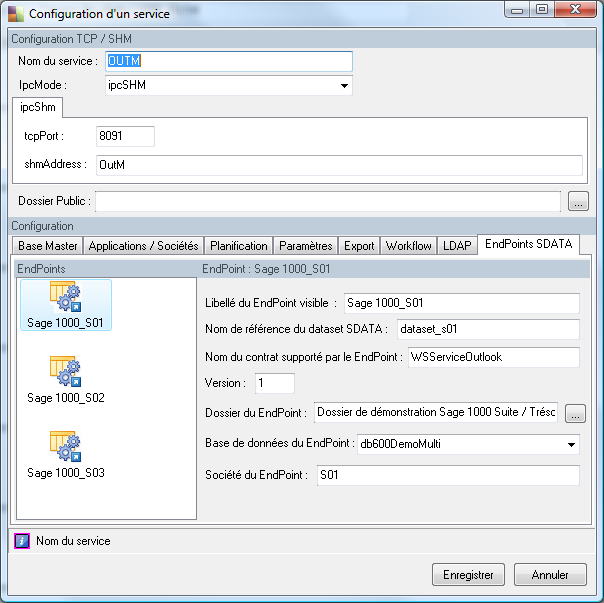 Configuration d'un service
Configuration TCP / SHM
Nom du service : OUTM
IpcMode : ipcSHM
ipcShm
tcpPort : 8091
shmAddress : OutM
Dossier Public : ...
Configuration
Base Master Applications / Sociétés Planification Paramètres Export Workflow LDAP EndPoints SDATA
EndPoints EndPoint : Sage 1000_S01
Sage 1000_S01
Sage 1000_S02
Sage 1000_S03
Libellé du EndPoint visible : Sage 1000_S01
Nom de référence du dataset SDATA : dataset_s01
Nom du contrat supporté par le EndPoint : WSServiceOutlook
Version : 1
Dossier du EndPoint : Dossier de démonstration Sage 1000 Suite / Tréso ...
Base de données du EndPoint : db600DemoMulti
Société du EndPoint : S01
Nom du service
Enregistrer Annuler